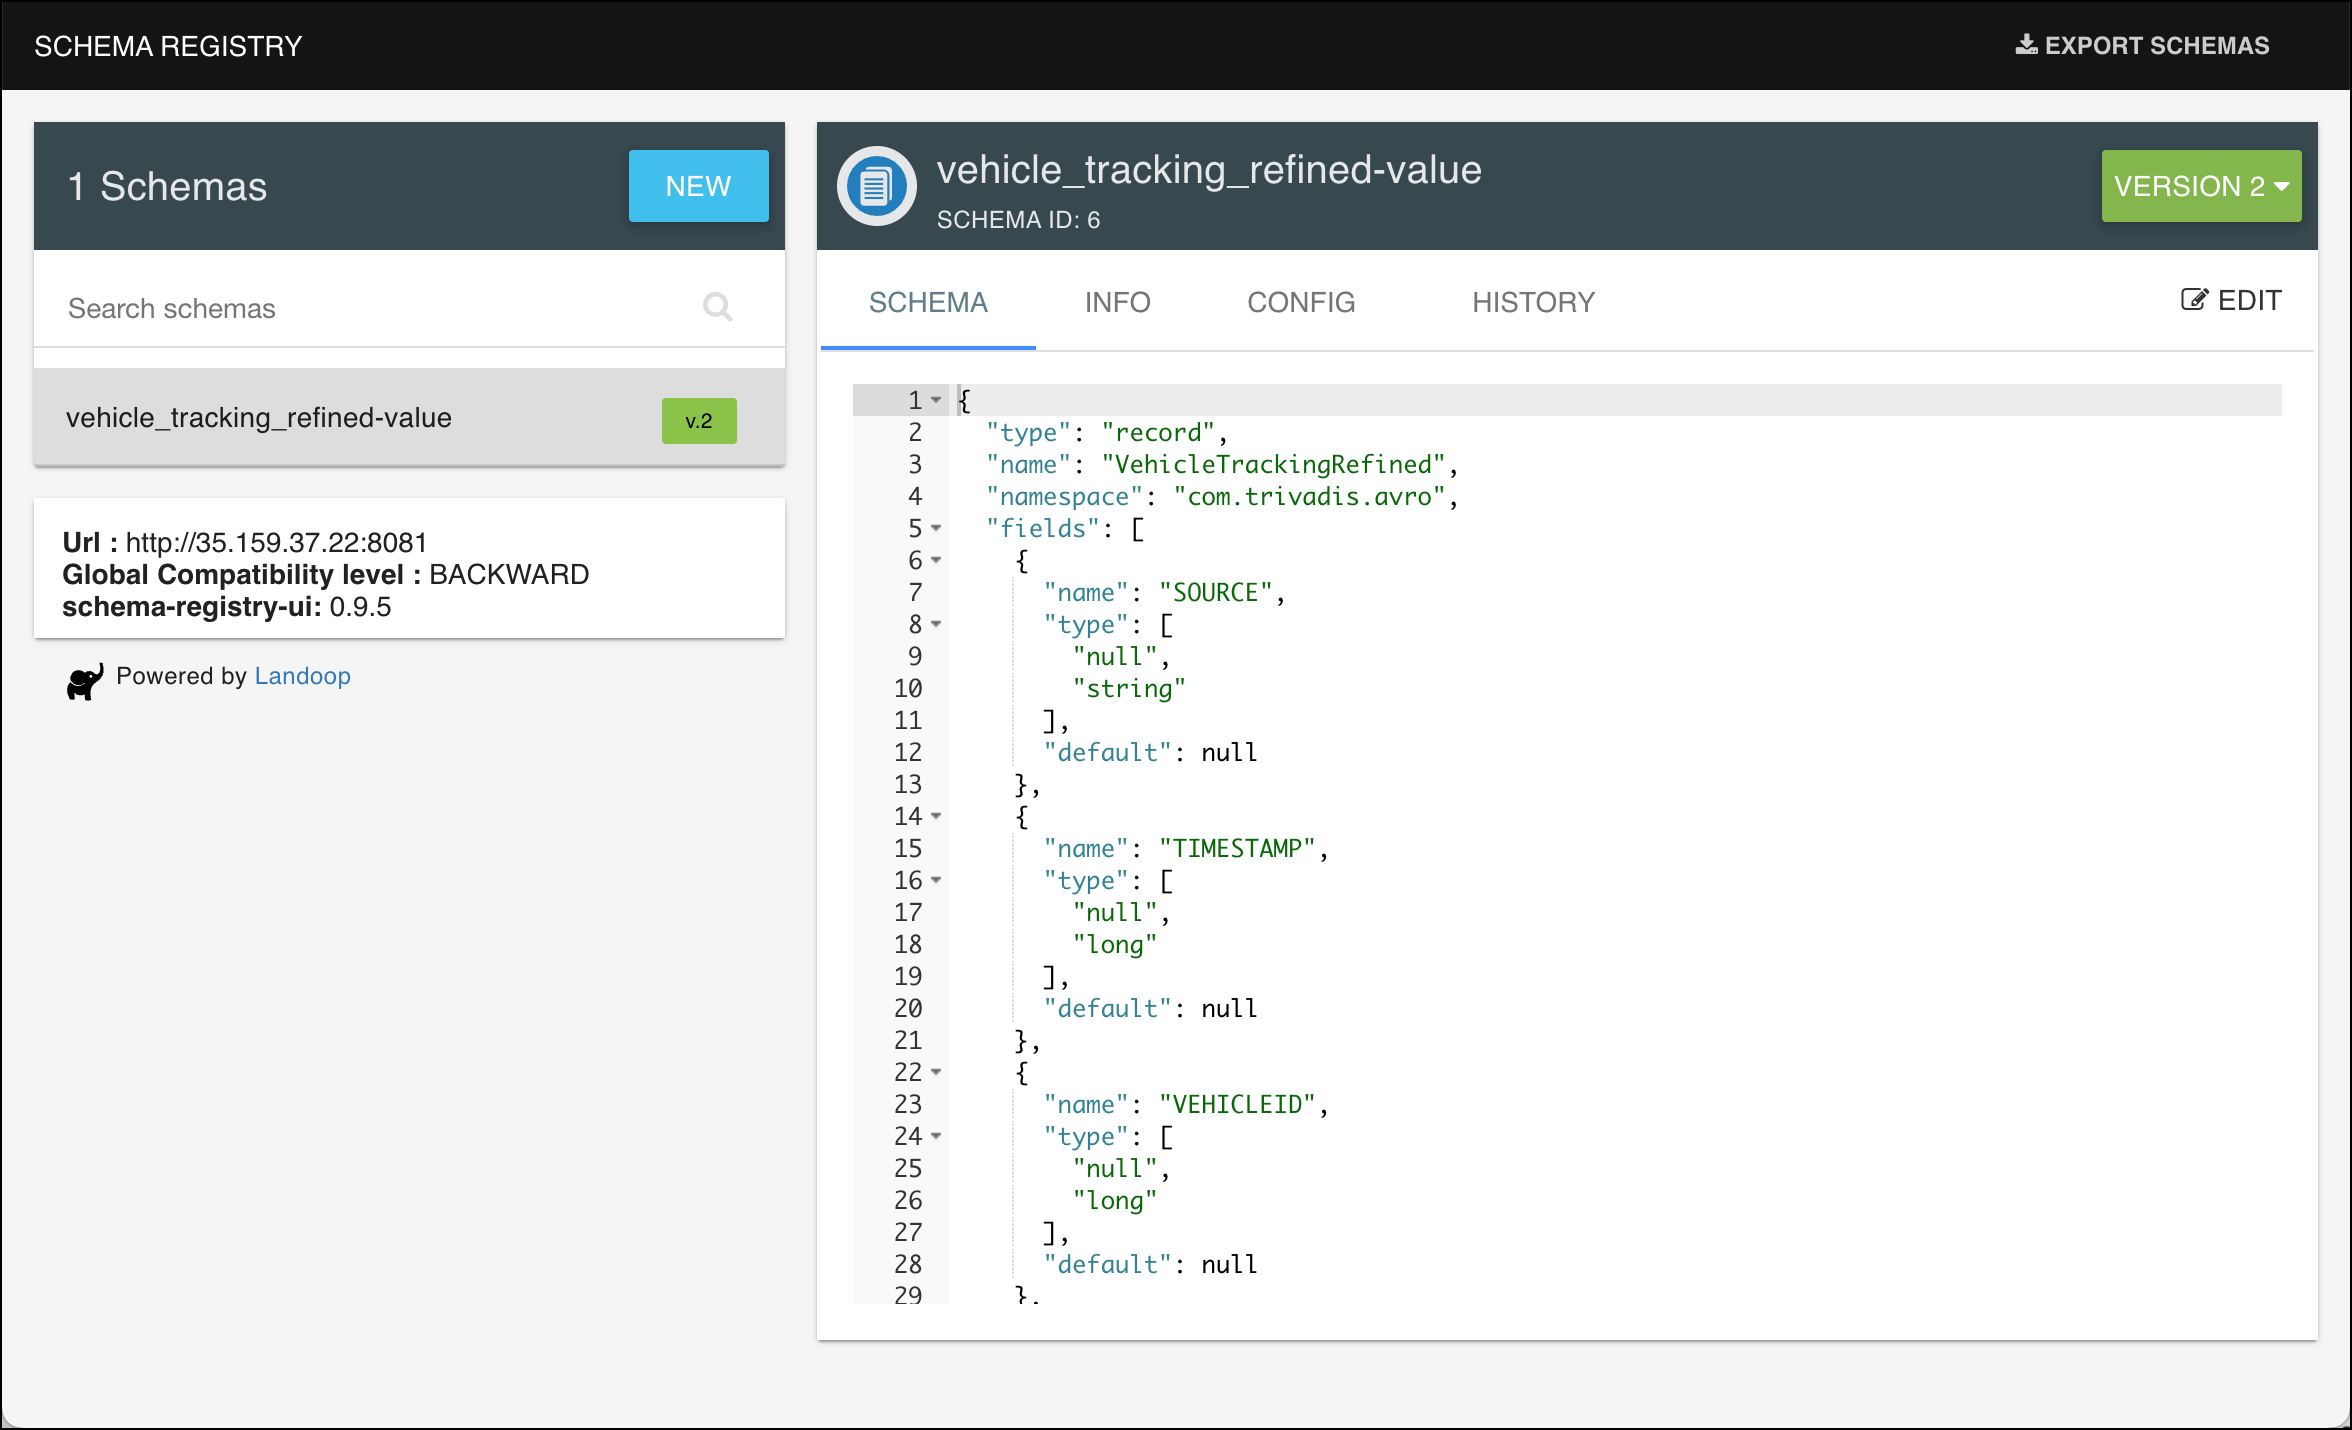 SCHEMA REGISTRY
EXPORT SCHEMAS
1 Schemas
NEW
Search schemas
vehicle_tracking_refined-value
v.2
Url : http://35.159.37.22:8081
Global Compatibility level : BACKWARD
schema-registry-ui: 0.9.5
Powered by Landoop
vehicle_tracking_refined-value
SCHEMA ID: 6
VERSION 2
SCHEMA INFO CONFIG HISTORY
EDIT
1 {
2 "type": "record",
3 "name": "VehicleTrackingRefined",
4 "namespace": "com.trivadis.avro",
5 "fields": [
6 {
7 "name": "SOURCE",
8 "type": [
9 "null",
10 "string"
11 ],
12 "default": null
13 },
14 {
15 "name": "TIMESTAMP",
16 "type": [
17 "null",
18 "long"
19 ],
20 "default": null
21 },
22 {
23 "name": "VEHICLEID",
24 "type": [
25 "null",
26 "long"
27 ],
28 "default": null
29 },